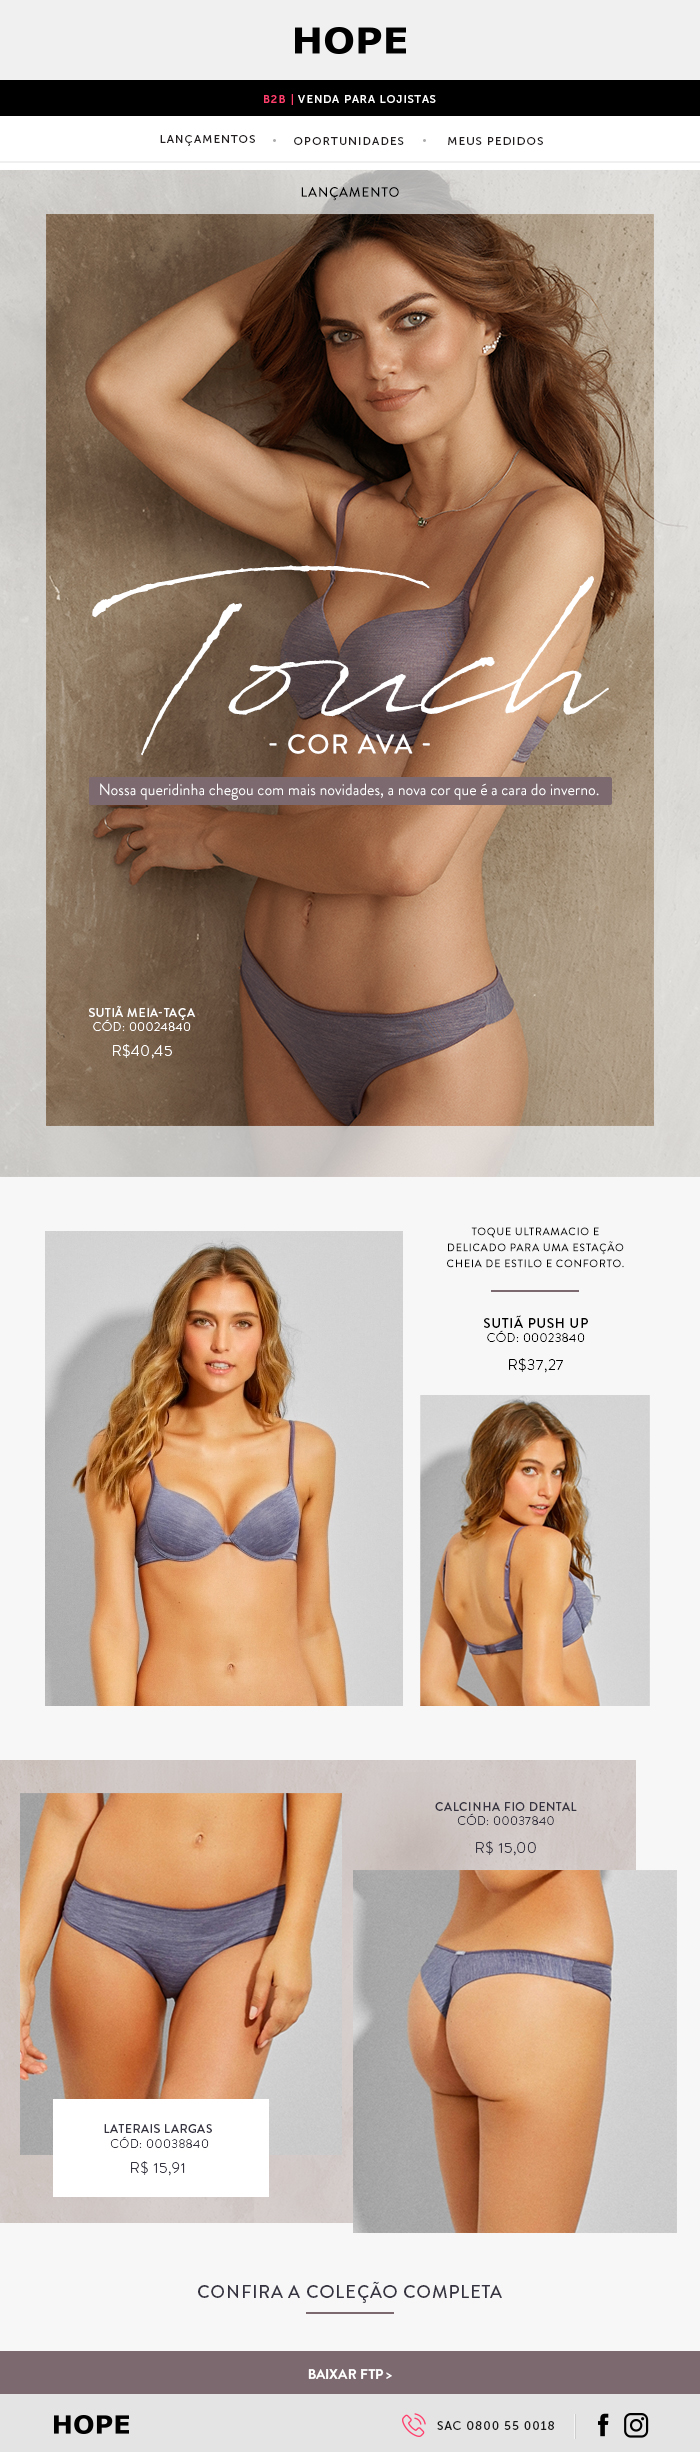 HOPE
B2B | VENDA PARA LOJISTAS
LANÇAMENTOS • OPORTUNIDADES • MEUS PEDIDOS
LANÇAMENTO
Touch
- COR AVA -
Nossa queridinha chegou com mais novidades, a nova cor que é a cara do inverno.
SUTIÃ MEIA-TAÇA
CÓD: 00024840
R$40,45
TOQUE ULTRAMACIO E
DELICADO PARA UMA ESTAÇÃO
CHEIA DE ESTILO E CONFORTO.
SUTIÃ PUSH UP
CÓD: 00023840
R$37,27
CALCINHA FIO DENTAL
CÓD: 00037840
R$ 15,00
LATERAIS LARGAS
CÓD: 00038840
R$ 15,91
CONFIRA A COLEÇÃO COMPLETA
BAIXAR FTP >
HOPE
SAC 0800 55 0018